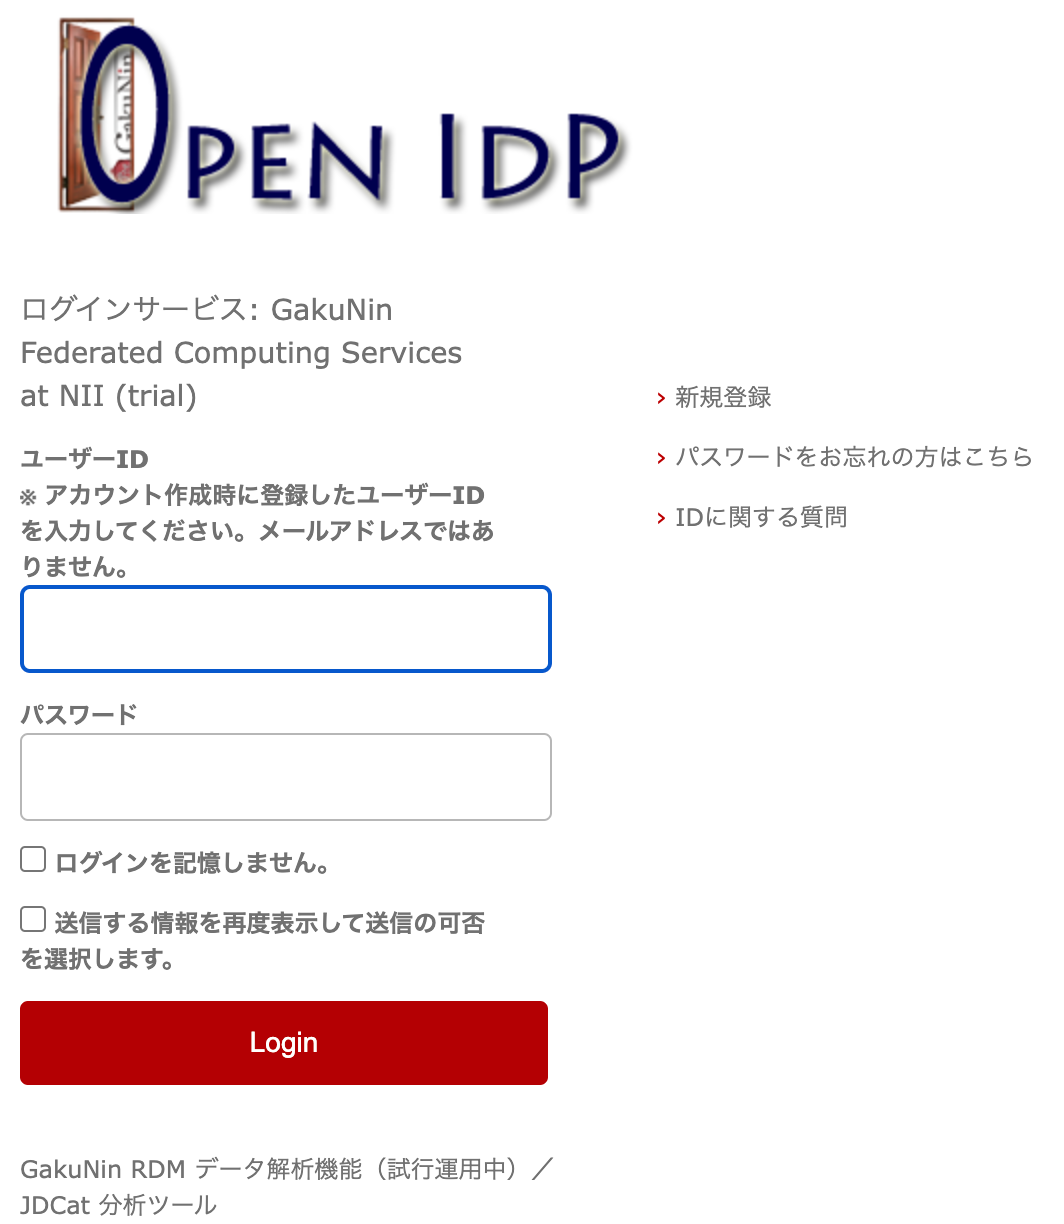 GakuNin
OPEN IDP
ログインサービス: GakuNin
Federated Computing Services
at NII (trial)
ユーザーID
※ アカウント作成時に登録したユーザーID
を入力してください。メールアドレスではあ
りません。
パスワード
ログインを記憶しません。
送信する情報を再度表示して送信の可否
を選択します。
Login
GakuNin RDM データ解析機能（試行運用中）／
JDCat 分析ツール
› 新規登録
› パスワードをお忘れの方はこちら
› IDに関する質問